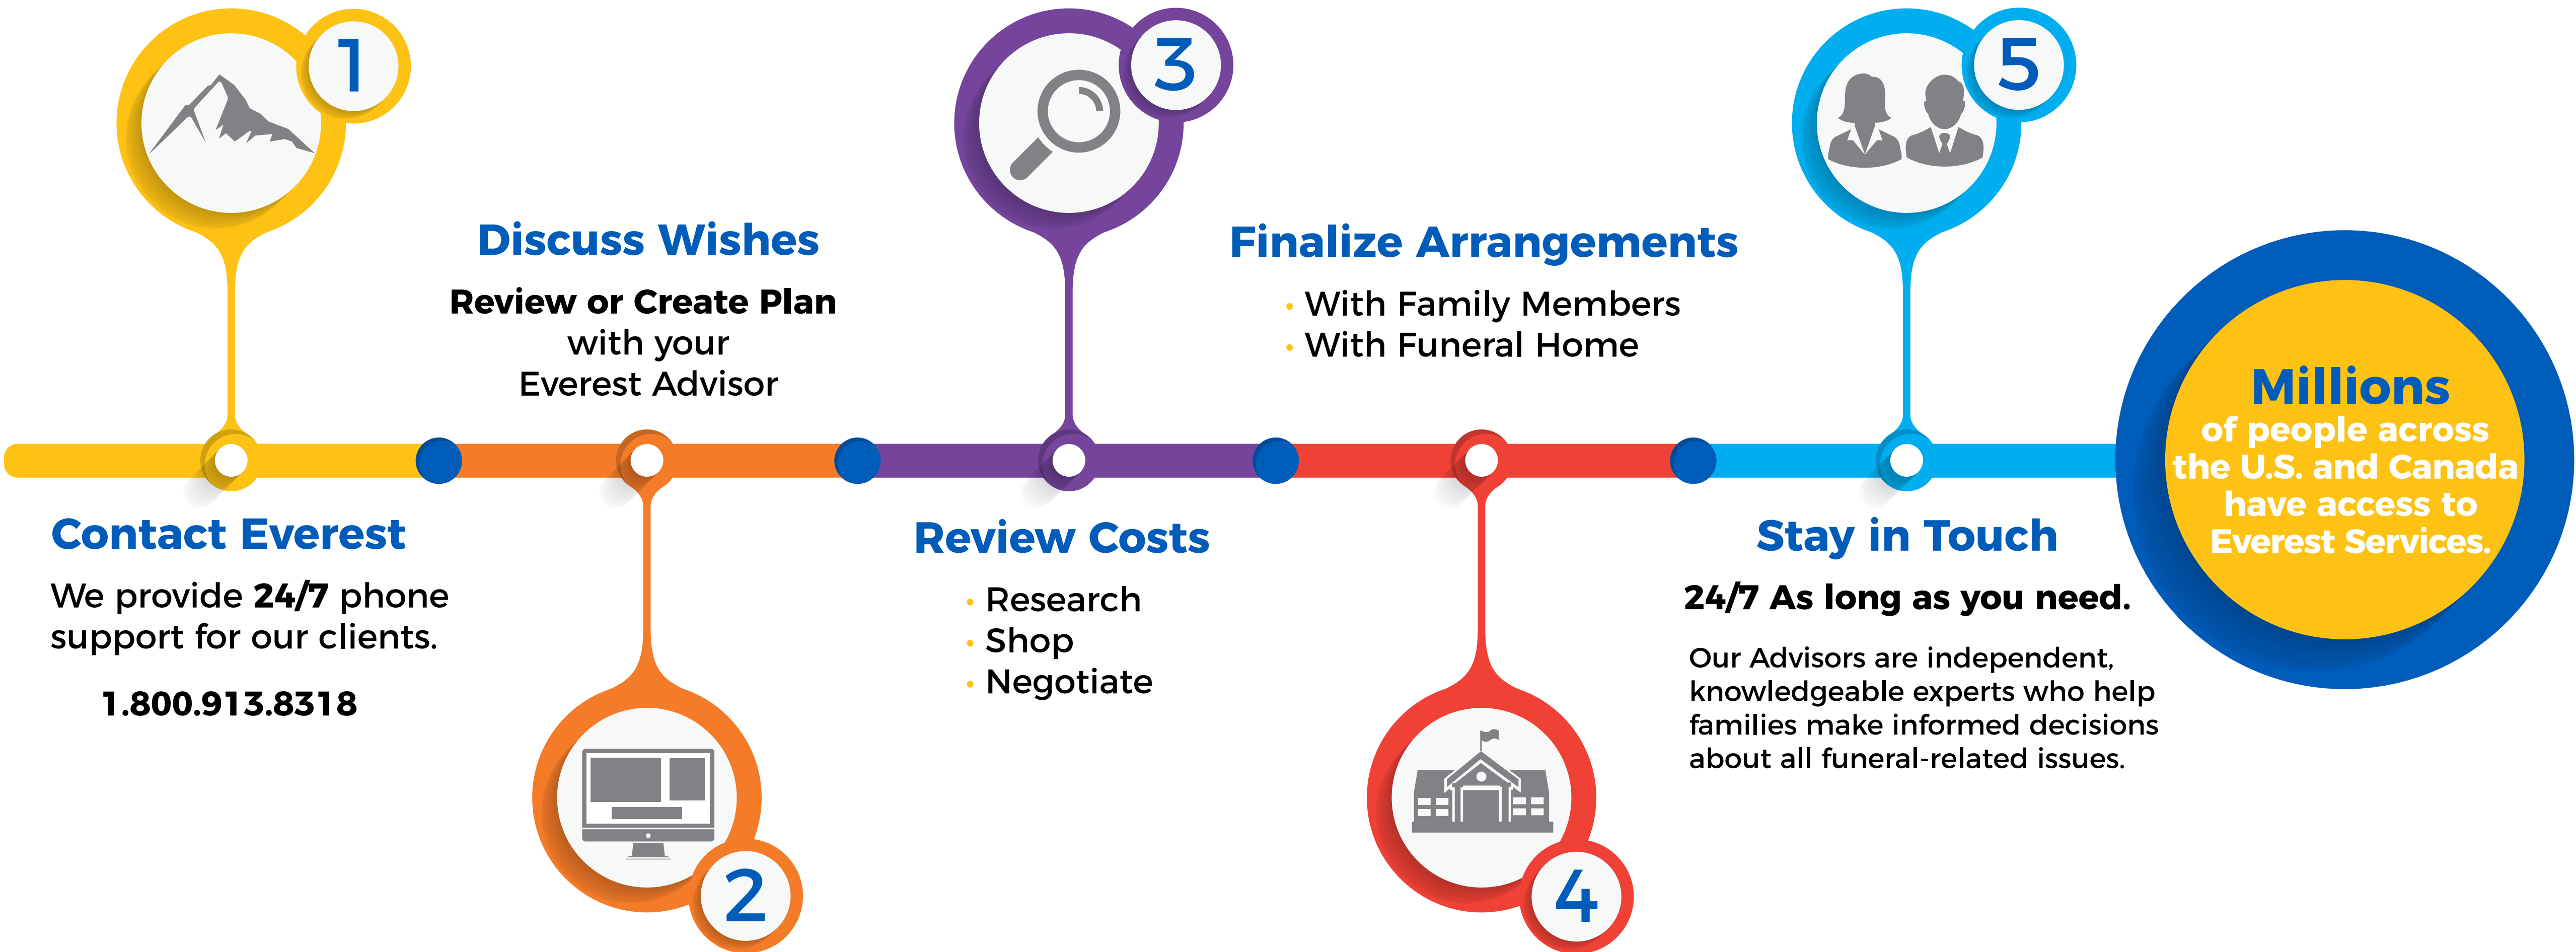 1
Contact Everest
We provide 24/7 phone
support for our clients.
1.800.913.8318
Discuss Wishes
Review or Create Plan
with your
Everest Advisor
2
3
Review Costs
• Research
• Shop
• Negotiate
Finalize Arrangements
• With Family Members
• With Funeral Home
4
5
Stay in Touch
24/7 As long as you need.
Our Advisors are independent,
knowledgeable experts who help
families make informed decisions
about all funeral-related issues.
Millions
of people across
the U.S. and Canada
have access to
Everest Services.